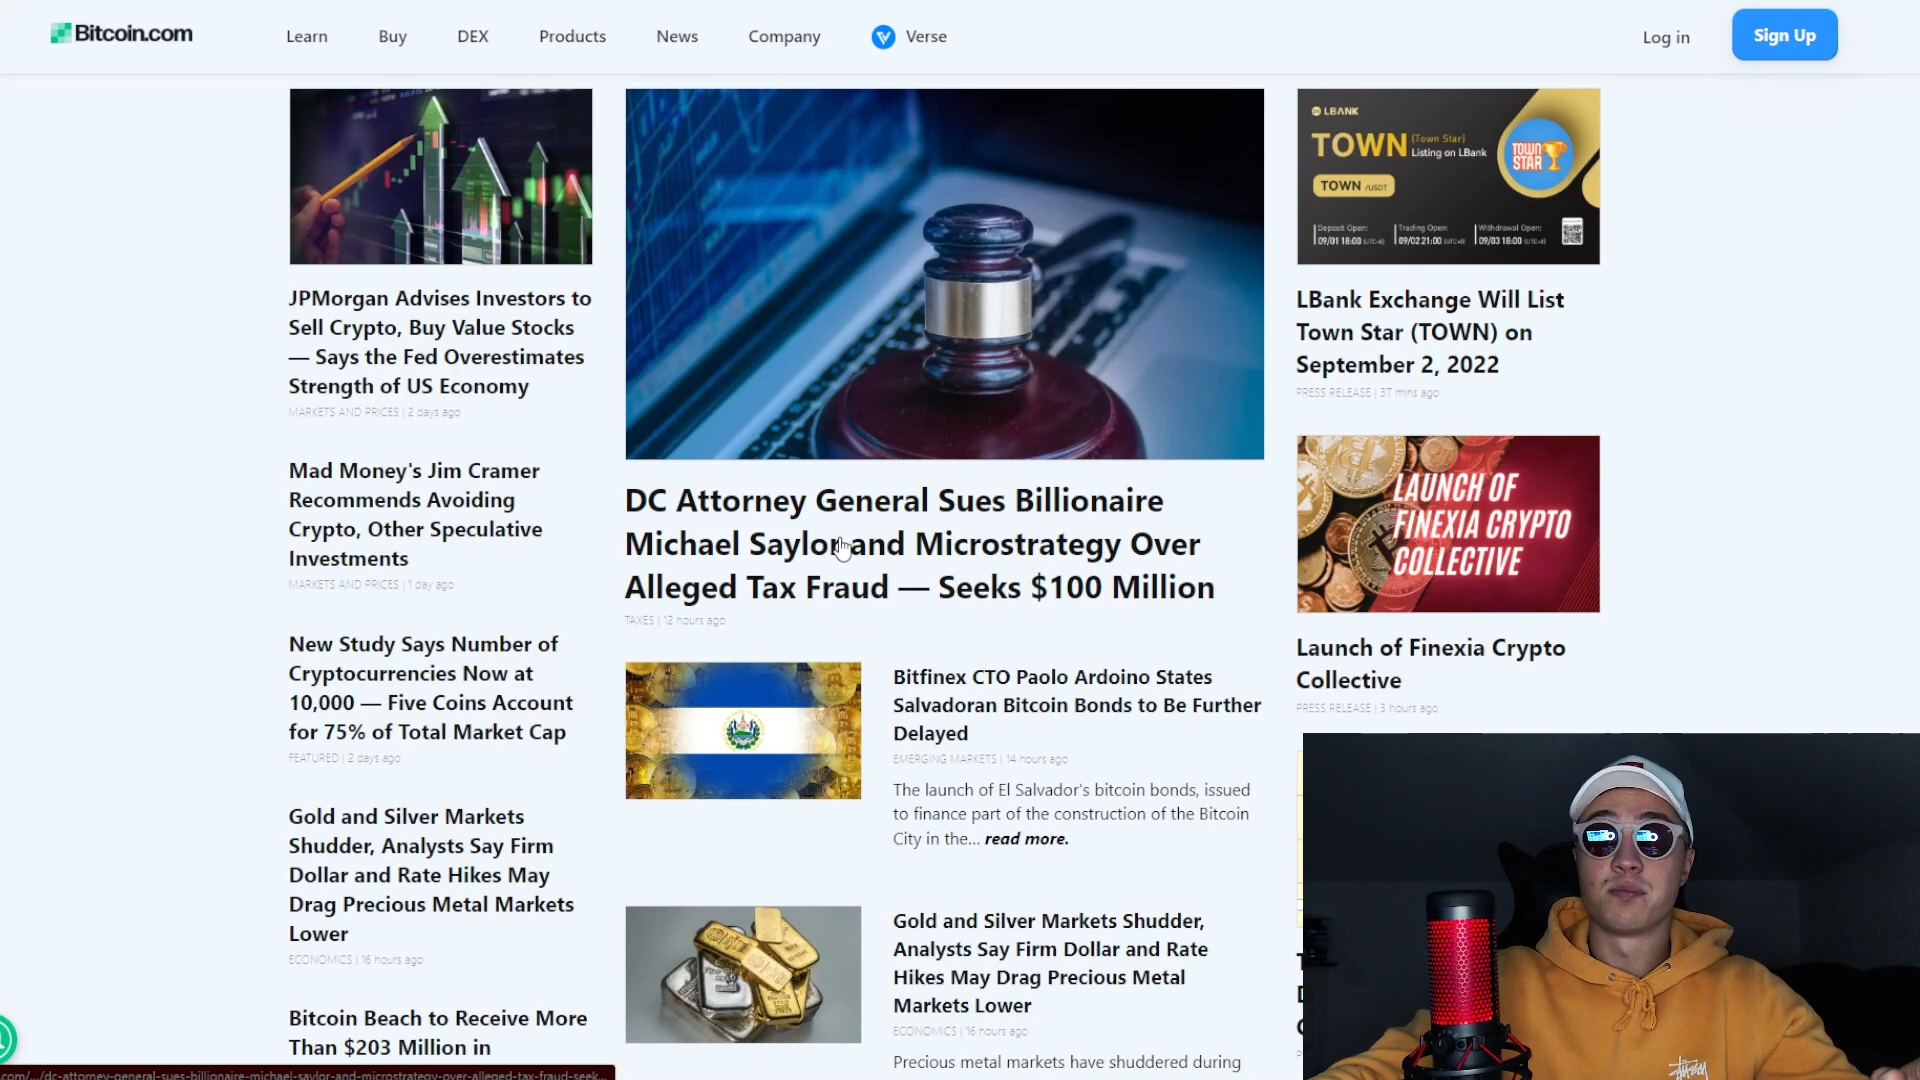 Bitcoin.com
Learn
Buy
DEX
Products
News
Company
Verse
Log in
Sign Up
JPMorgan Advises Investors to
Sell Crypto, Buy Value Stocks
— Says the Fed Overestimates
Strength of US Economy
MARKETS AND PRICES | 2 days ago
Mad Money's Jim Cramer
Recommends Avoiding
Crypto, Other Speculative
Investments
MARKETS AND PRICES | 1 day ago
New Study Says Number of
Cryptocurrencies Now at
10,000 — Five Coins Account
for 75% of Total Market Cap
FEATURED | 2 days ago
Gold and Silver Markets
Shudder, Analysts Say Firm
Dollar and Rate Hikes May
Drag Precious Metal Markets
Lower
ECONOMICS | 16 hours ago
Bitcoin Beach to Receive More
Than $203 Million in
DC Attorney General Sues Billionaire
Michael Saylor and Microstrategy Over
Alleged Tax Fraud — Seeks $100 Million
TAXES | 12 hours ago
Bitfinex CTO Paolo Ardoino States
Salvadoran Bitcoin Bonds to Be Further
Delayed
EMERGING MARKETS | 14 hours ago
The launch of El Salvador's bitcoin bonds, issued
to finance part of the construction of the Bitcoin
City in the... read more.
Gold and Silver Markets Shudder,
Analysts Say Firm Dollar and Rate
Hikes May Drag Precious Metal
Markets Lower
ECONOMICS | 16 hours ago
Precious metal markets have shuddered during
LBANK
TOWN [Town Star]
Listing on LBank
TOWN /USDT
TOWN STAR
Deposit Open:
09/01 18:00 (UTC+8)
Trading Open:
09/02 21:00 (UTC+8)
Withdrawal Open:
09/03 18:00 (UTC+8)
LBank Exchange Will List
Town Star (TOWN) on
September 2, 2022
PRESS RELEASE | 37 mins ago
LAUNCH OF
FINEXIA CRYPTO
COLLECTIVE
Launch of Finexia Crypto
Collective
PRESS RELEASE | 3 hours ago
.com/.../dc-attorney-general-sues-billionaire-michael-saylor-and-microstrategy-over-alleged-tax-fraud-seek...